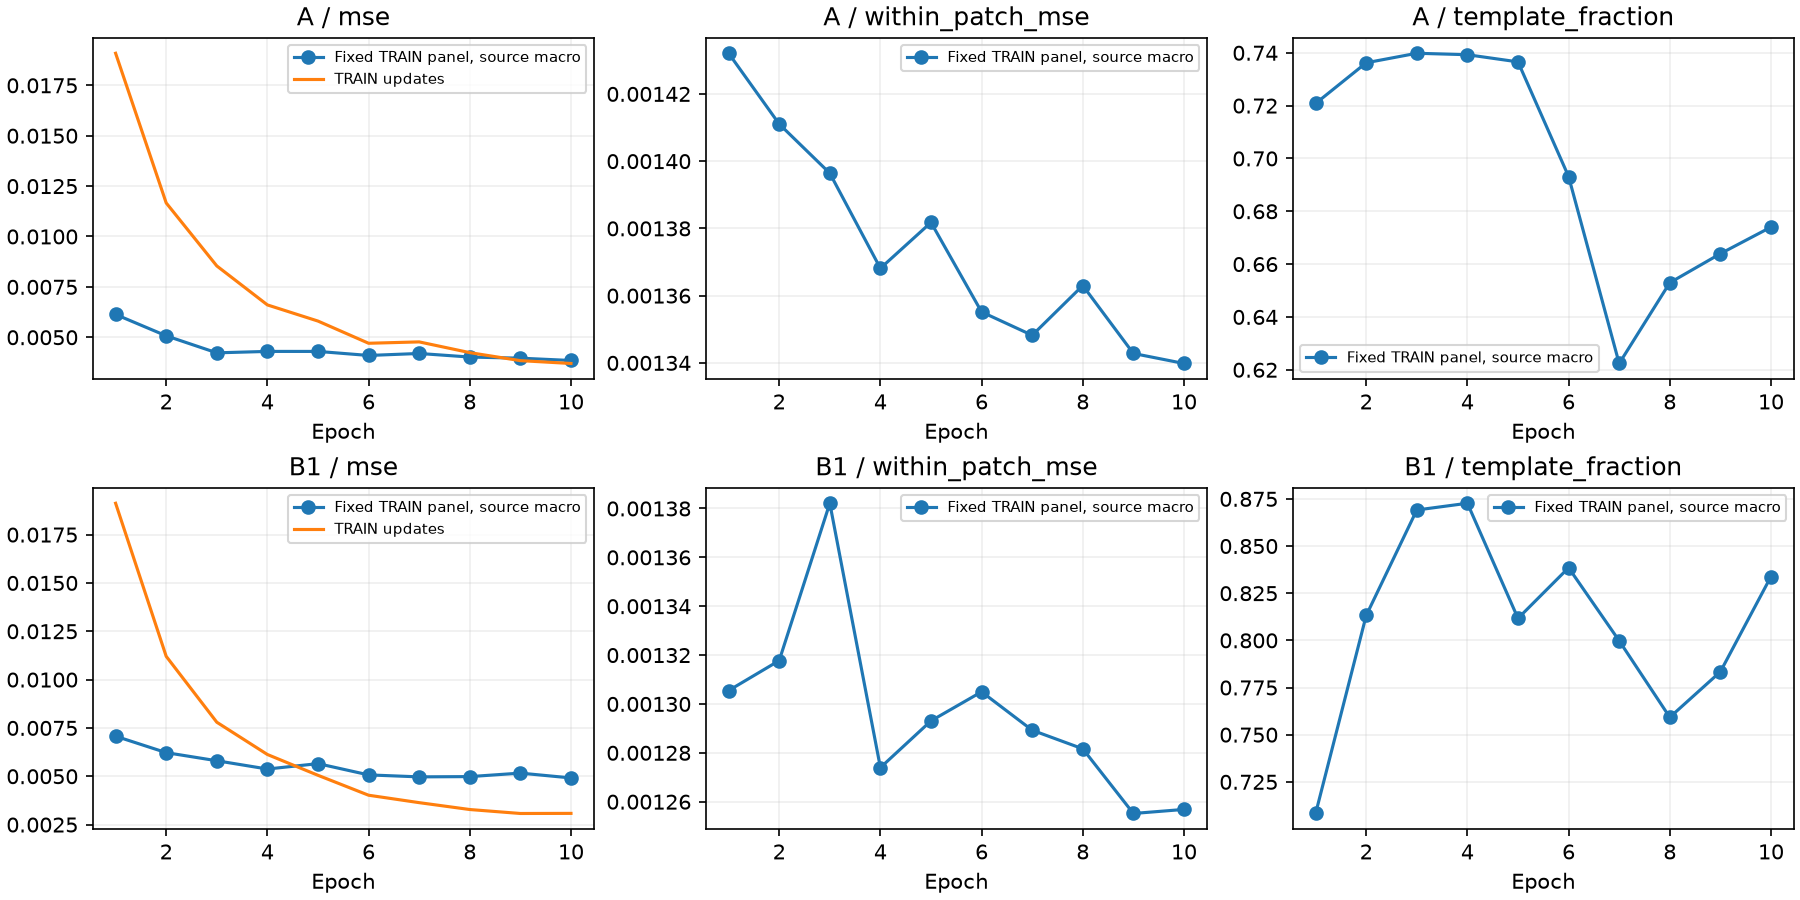 A / mse
0.0175
0.0150
0.0125
0.0100
0.0075
0.0050
Fixed TRAIN panel, source macro
TRAIN updates
2 4 6 8 10
Epoch
A / within_patch_mse
0.00142
0.00140
0.00138
0.00136
0.00134
Fixed TRAIN panel, source macro
2 4 6 8 10
Epoch
A / template_fraction
0.74
0.72
0.70
0.68
0.66
0.64
0.62
Fixed TRAIN panel, source macro
2 4 6 8 10
Epoch
B1 / mse
0.0175
0.0150
0.0125
0.0100
0.0075
0.0050
0.0025
Fixed TRAIN panel, source macro
TRAIN updates
2 4 6 8 10
Epoch
B1 / within_patch_mse
0.00138
0.00136
0.00134
0.00132
0.00130
0.00128
0.00126
Fixed TRAIN panel, source macro
2 4 6 8 10
Epoch
B1 / template_fraction
0.875
0.850
0.825
0.800
0.775
0.750
0.725
Fixed TRAIN panel, source macro
2 4 6 8 10
Epoch